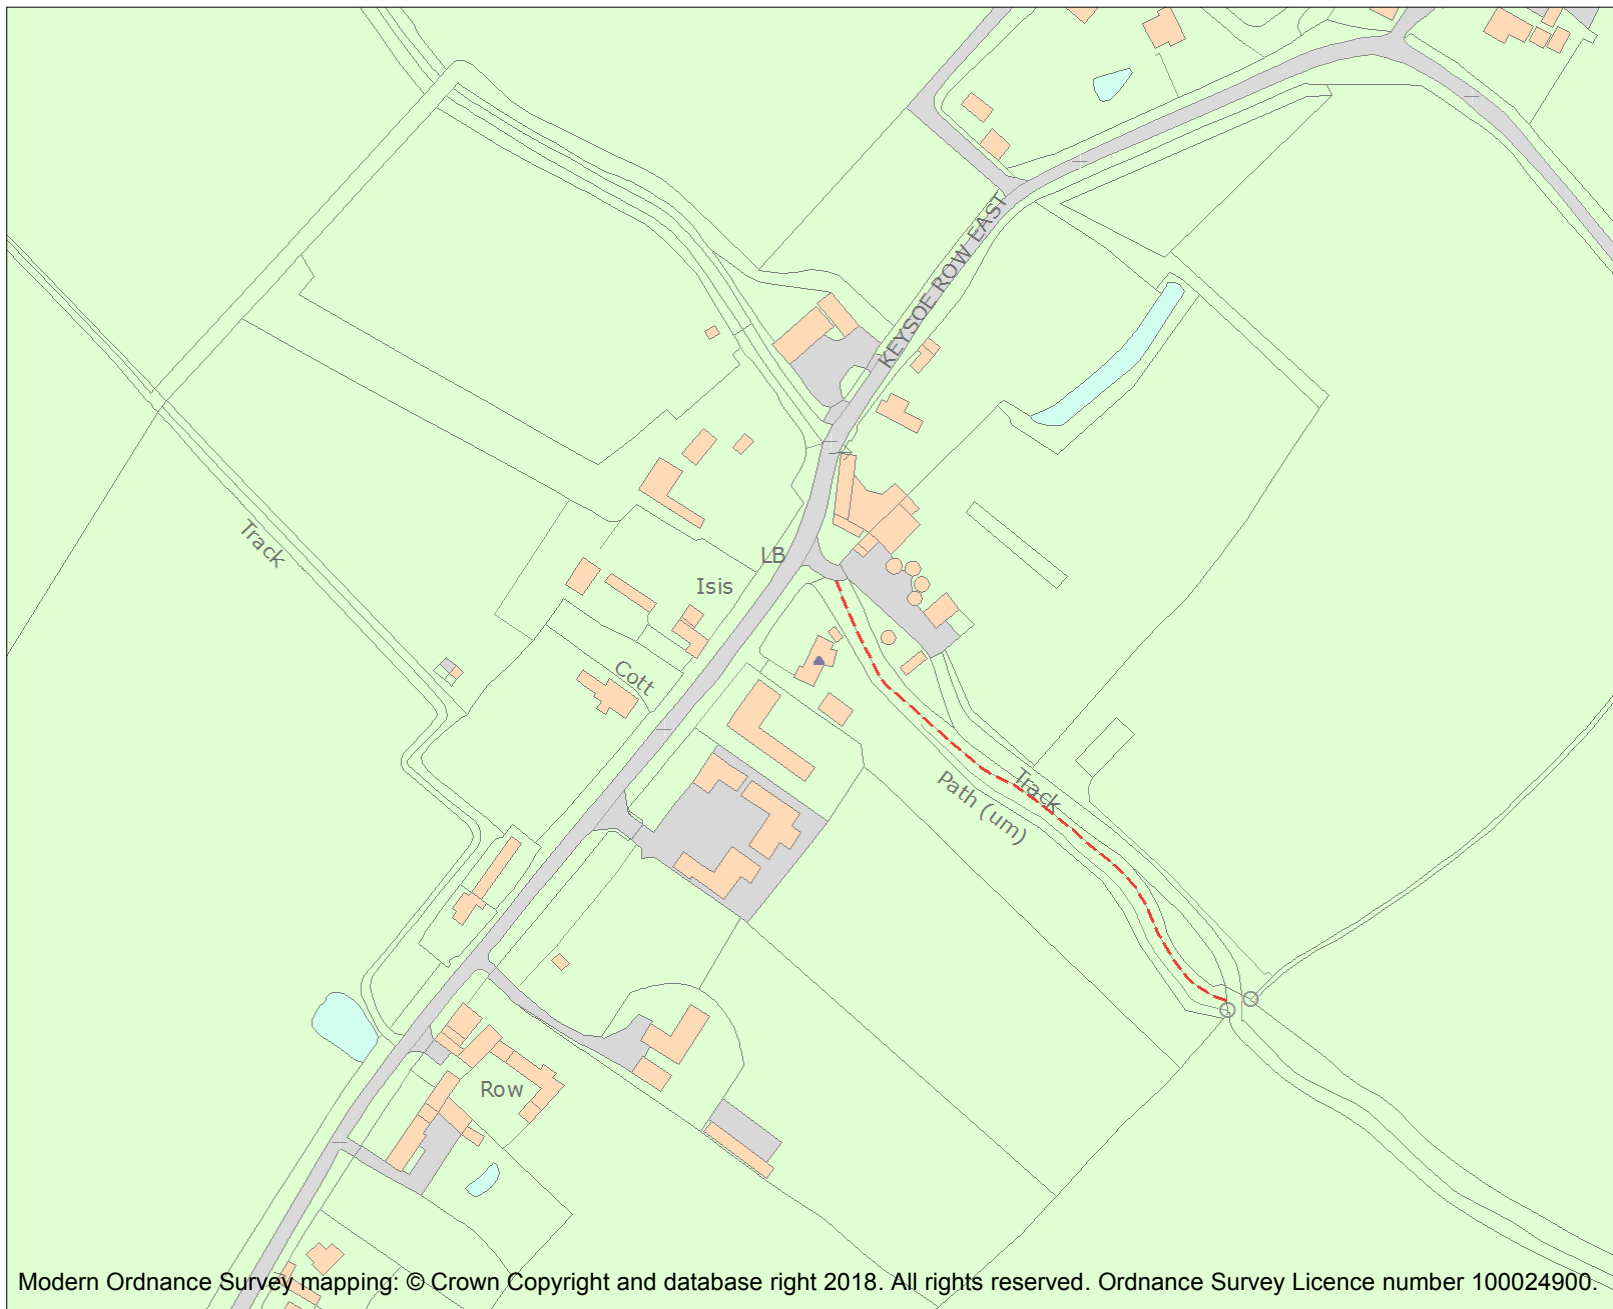 KEYSOE ROW EAST
Track
LB
Isis
Cott
Track
Path (um)
Row
Modern Ordnance Survey mapping: © Crown Copyright and database right 2018. All rights reserved. Ordnance Survey Licence number 100024900.